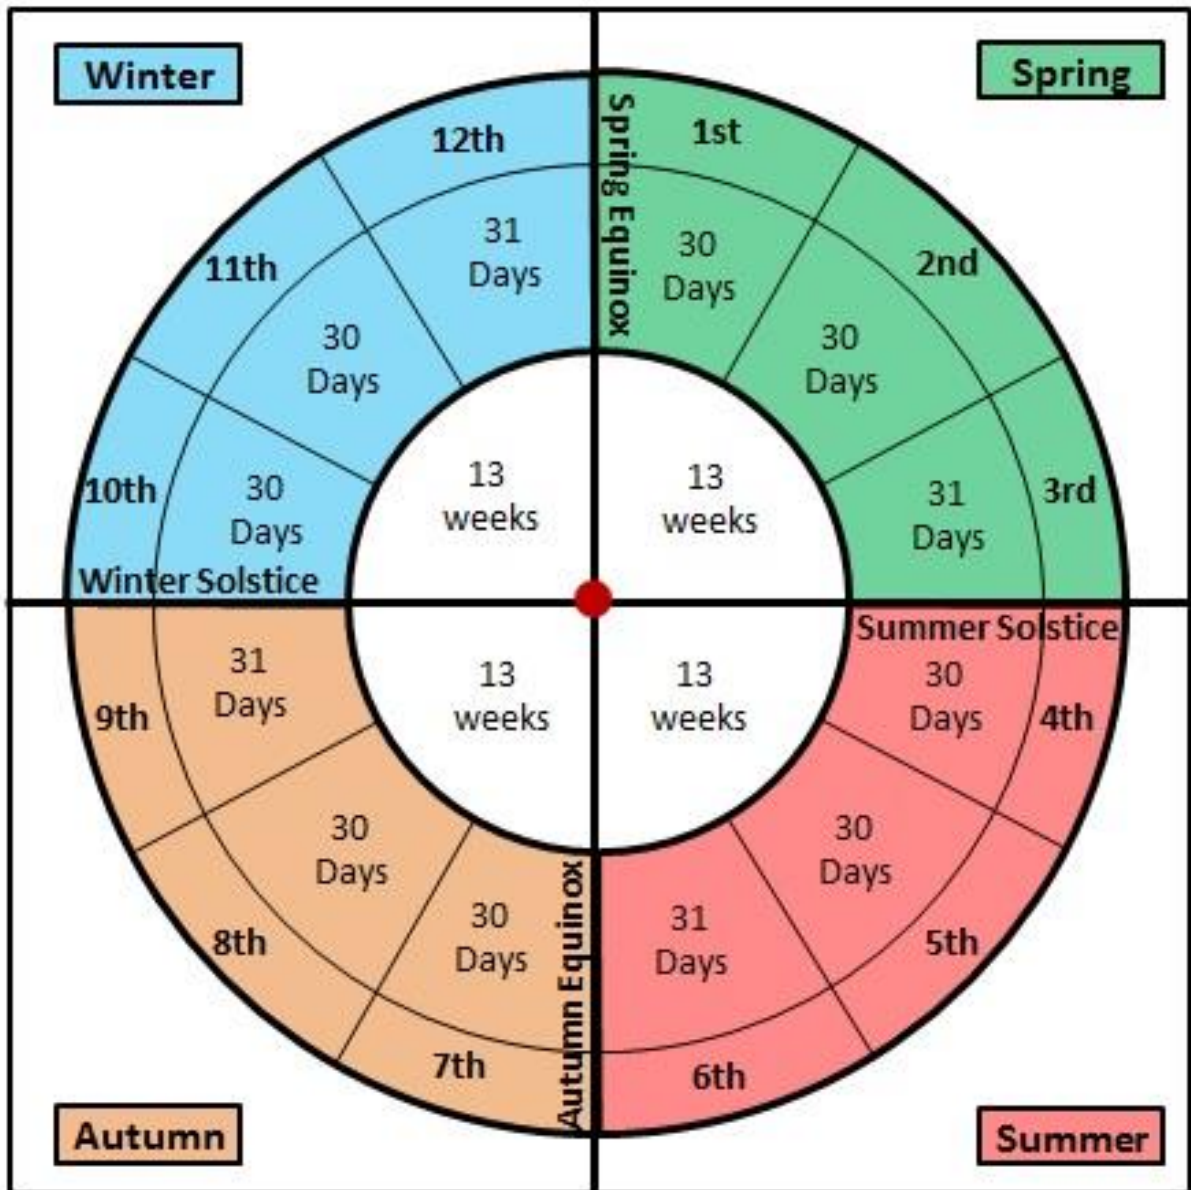 Winter
Spring
12th
1st
Spring Equinox
31
Days
30
Days
11th
2nd
30
Days
30
Days
10th
30
Days
13
weeks
13
weeks
31
Days
3rd
Winter Solstice
Summer Solstice
9th
31
Days
13
weeks
13
weeks
30
Days
4th
30
Days
30
Days
8th
5th
30
Days
31
Days
Autumn Equinox
7th
6th
Autumn
Summer